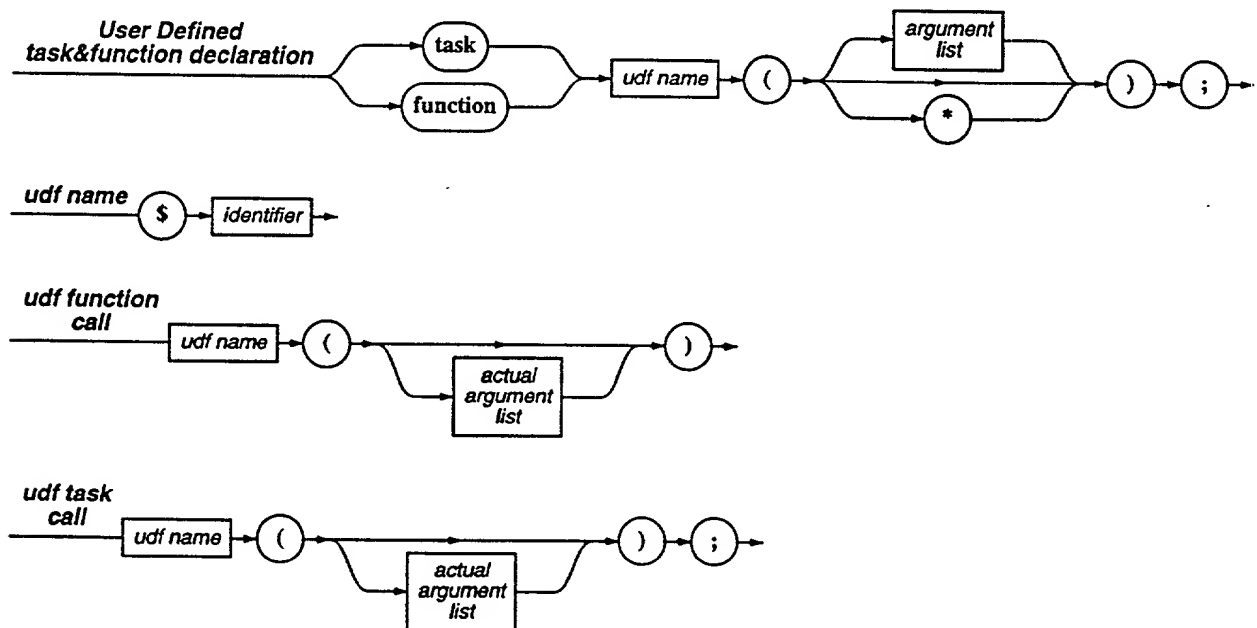 User Defined
task&function declaration
task
function
udf name
(
argument
list
*
)
;
udf name
$
identifier
udf function
call
udf name
(
actual
argument
list
)
udf task
call
udf name
(
actual
argument
list
)
;